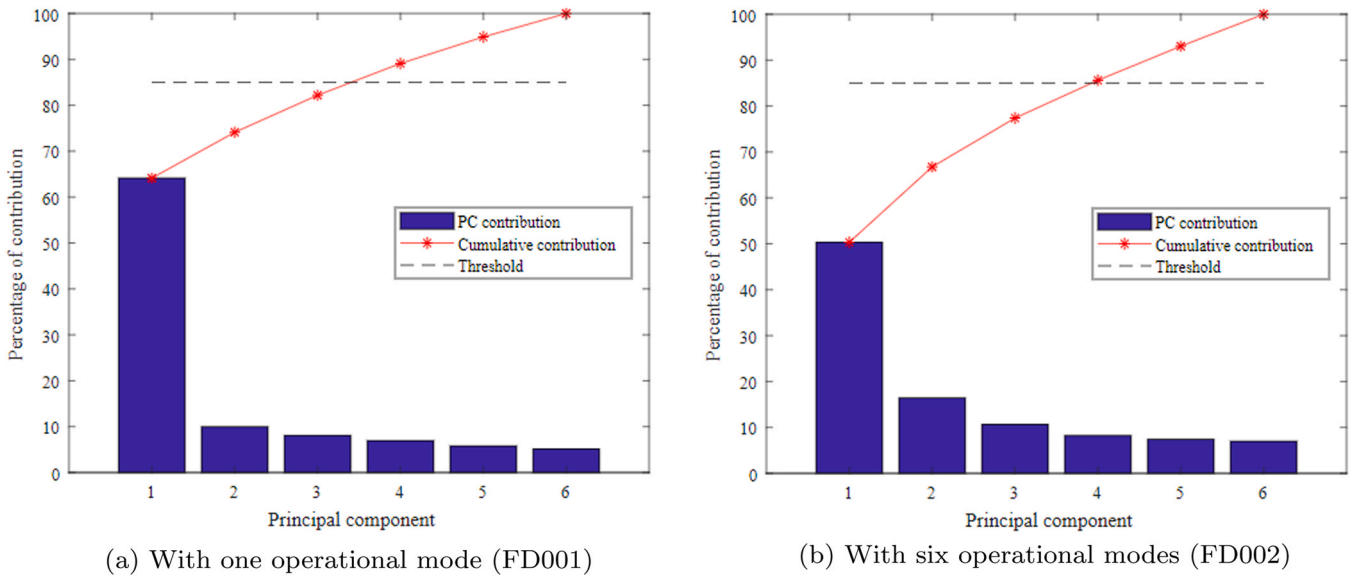 100
90
80
70
60
50
40
30
20
10
0
Percentage of contribution
PC contribution
Cumulative contribution
Threshold
1 2 3 4 5 6
Principal component
(a) With one operational mode (FD001)
100
90
80
70
60
50
40
30
20
10
0
Percentage of contribution
PC contribution
Cumulative contribution
Threshold
1 2 3 4 5 6
Principal component
(b) With six operational modes (FD002)